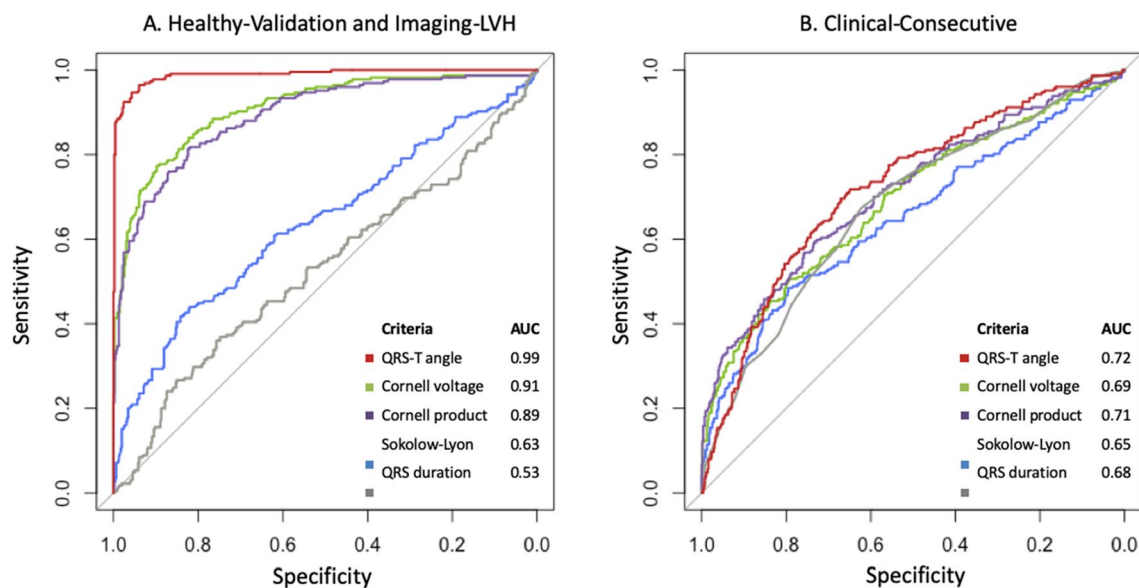 A. Healthy-Validation and Imaging-LVH
Sensitivity
1.0
0.8
0.6
0.4
0.2
0.0
Criteria AUC
QRS-T angle 0.99
Cornell voltage 0.91
Cornell product 0.89
Sokolow-Lyon 0.63
QRS duration 0.53
1.0 0.8 0.6 0.4 0.2 0.0
Specificity
B. Clinical-Consecutive
Sensitivity
1.0
0.8
0.6
0.4
0.2
0.0
Criteria AUC
QRS-T angle 0.72
Cornell voltage 0.69
Cornell product 0.71
Sokolow-Lyon 0.65
QRS duration 0.68
1.0 0.8 0.6 0.4 0.2 0.0
Specificity